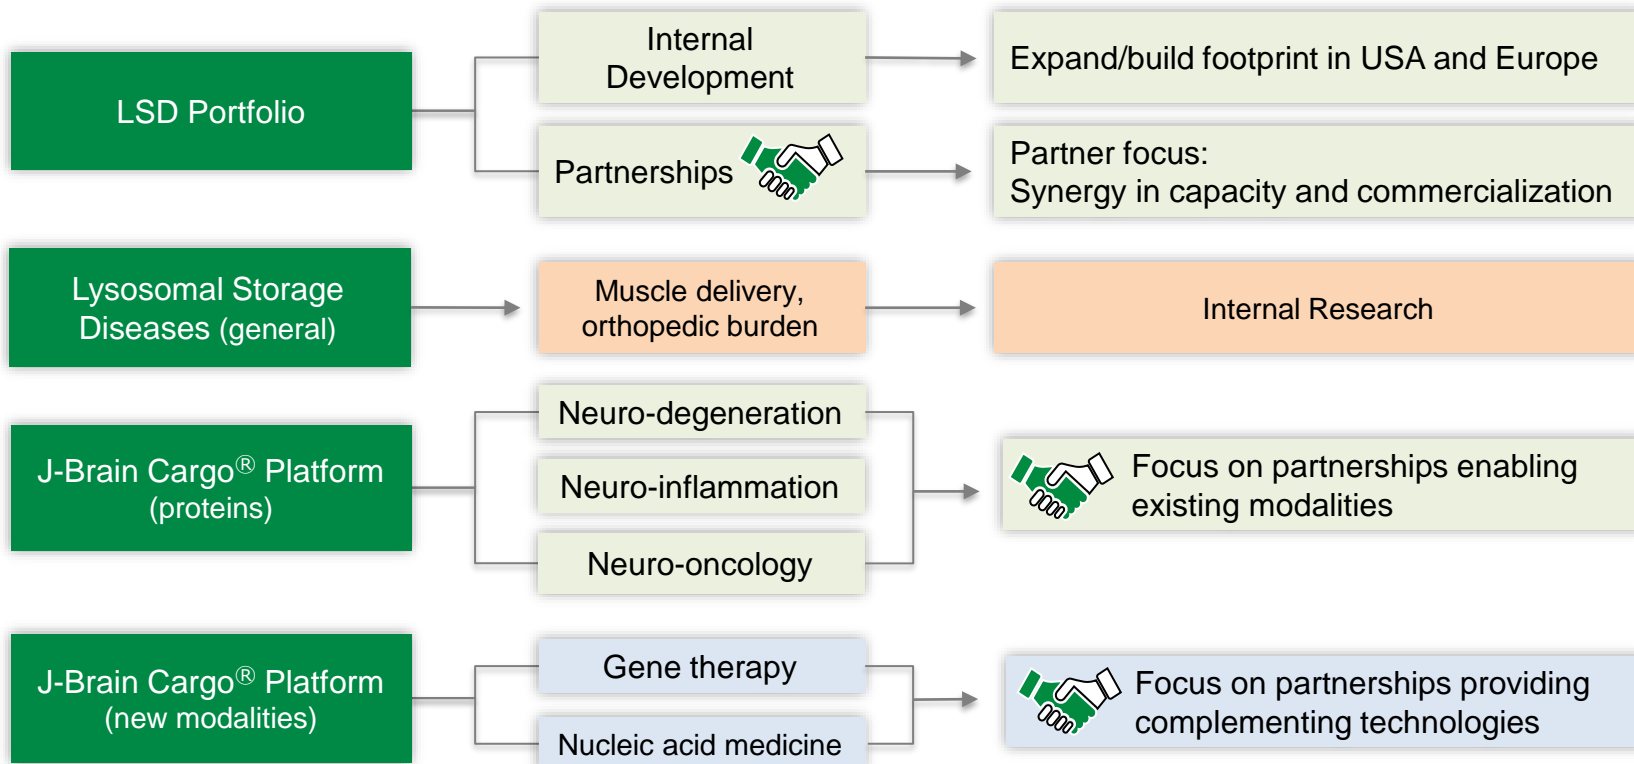 LSD Portfolio
Internal
Development
Expand/build footprint in USA and Europe
Partnerships
Partner focus:
Synergy in capacity and commercialization
Lysosomal Storage
Diseases (general)
Muscle delivery,
orthopedic burden
Internal Research
J-Brain Cargo® Platform
(proteins)
Neuro-degeneration
Neuro-inflammation
Neuro-oncology
Focus on partnerships enabling
existing modalities
J-Brain Cargo® Platform
(new modalities)
Gene therapy
Nucleic acid medicine
Focus on partnerships providing
complementing technologies